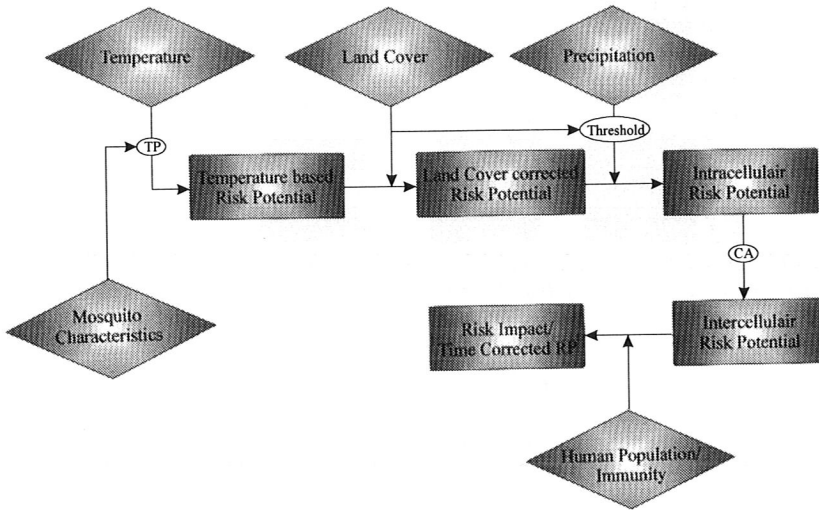 Temperature
Land Cover
Precipitation
TP
Threshold
Temperature based
Risk Potential
Land Cover corrected
Risk Potential
Intracellulair
Risk Potential
CA
Mosquito
Characteristics
Risk Impact/
Time Corrected RP
Intercellulair
Risk Potential
Human Population/
Immunity